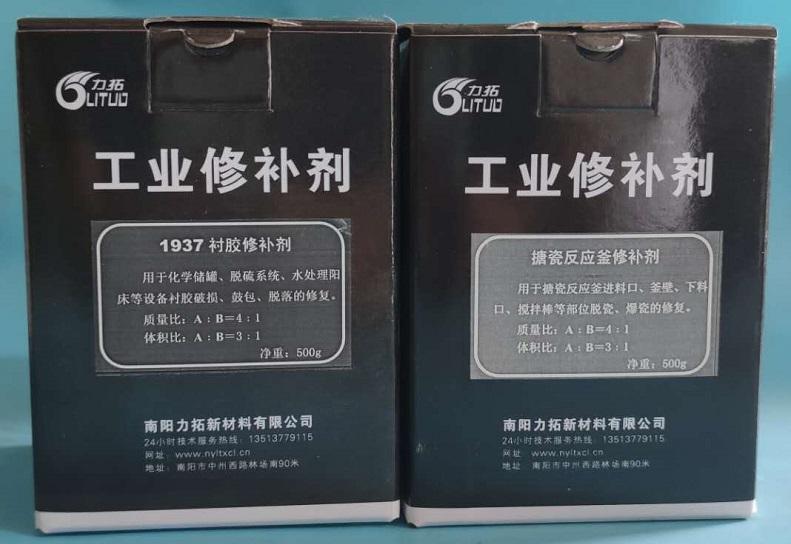 力拓
LITUO
工业修补剂
1937 衬胶修补剂
用于化学储罐、脱硫系统、水处理阳
床等设备衬胶破损、鼓包、脱落的修复。
质量比：A：B=4：1
体积比：A：B=3：1
净重：500g
南阳力拓新材料有限公司
24小时技术服务热线：13513779115
网址：www.nyltxcl.cn
地址：南阳市中州西路林场南90米
力拓
LITUO
工业修补剂
搪瓷反应釜修补剂
用于搪瓷反应釜进料口、釜壁、下料
口、搅拌棒等部位脱瓷、爆瓷的修复。
质量比：A：B=4：1
体积比：A：B=3：1
净重：500g
南阳力拓新材料有限公司
24小时技术服务热线：13513779115
网址：www.nyltxcl.cn
地址：南阳市中州西路林场南90米